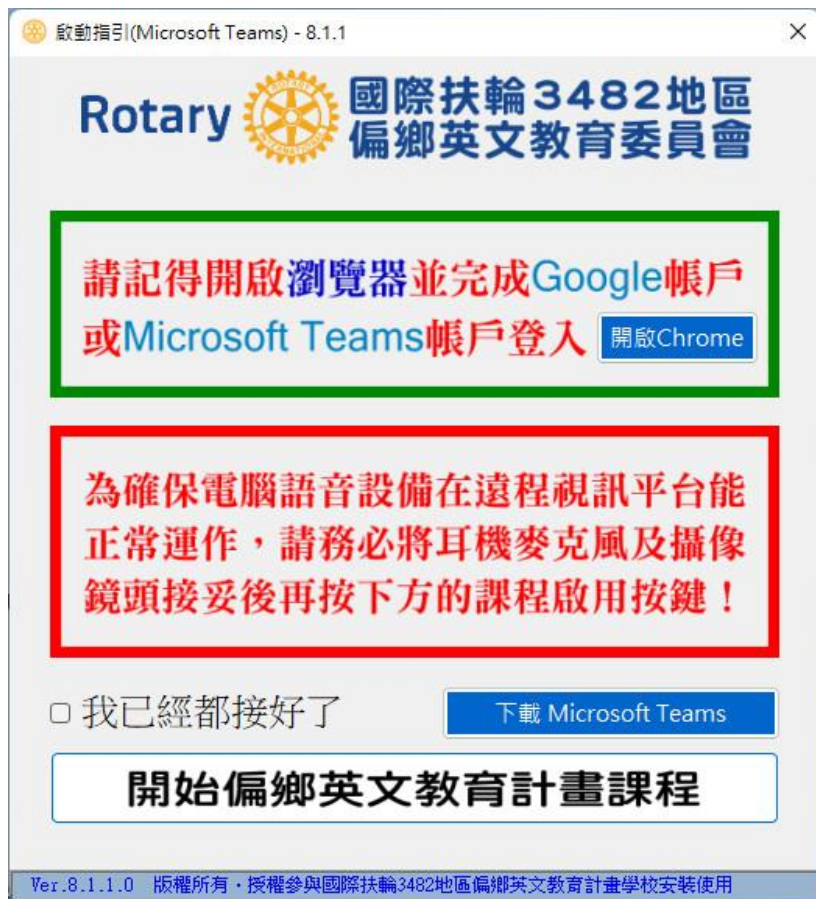 啟動指引(Microsoft Teams) - 8.1.1
Rotary
國際扶輪3482地區
偏鄉英文教育委員會
請記得開啟瀏覽器並完成Google帳戶
或Microsoft Teams帳戶登入 開啟Chrome
為確保電腦語音設備在遠程視訊平台能
正常運作，請務必將耳機麥克風及攝像
鏡頭接妥後再按下方的課程啟用按鍵！
我已經都接好了 下載 Microsoft Teams
開始偏鄉英文教育計畫課程
Ver.8.1.1.0 版權所有・授權參與國際扶輪3482地區偏鄉英文教育計畫學校安裝使用